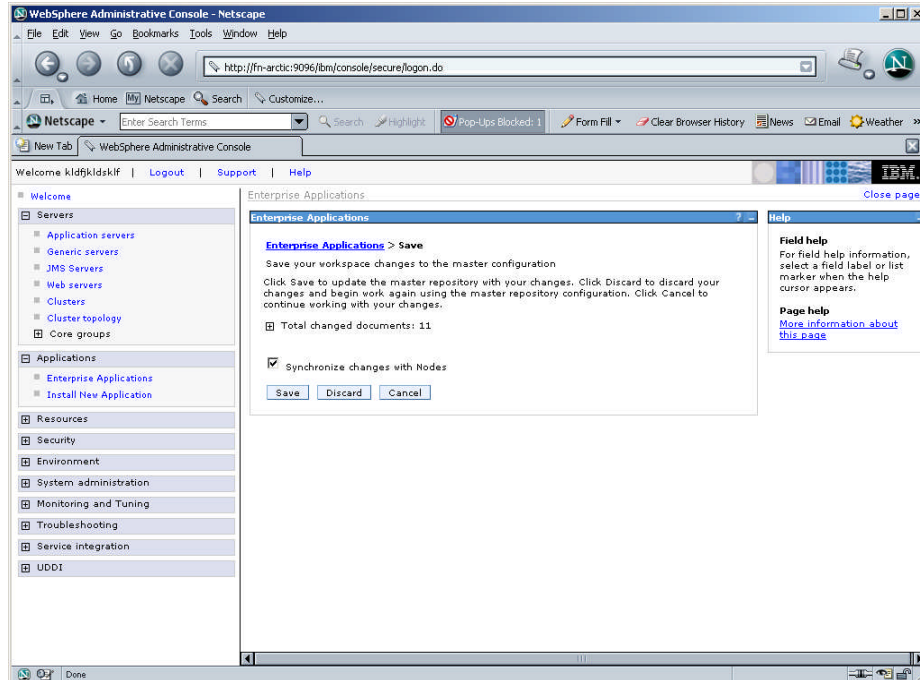 WebSphere Administrative Console - Netscape
File Edit View Go Bookmarks Tools Window Help
http://fn-arctic:9096/ibm/console/secure/logon.do
Home My Netscape Search Customize...
Netscape Enter Search Terms Search Highlight Pop-Ups Blocked: 1 Form Fill Clear Browser History News Email Weather »
New Tab WebSphere Administrative Console
Welcome kldfjkldsklf | Logout | Support | Help IBM.
Welcome
Servers
Application servers
Generic servers
JMS Servers
Web servers
Clusters
Cluster topology
Core groups
Applications
Enterprise Applications
Install New Application
Resources
Security
Environment
System administration
Monitoring and Tuning
Troubleshooting
Service integration
UDDI
Enterprise Applications Close page
Enterprise Applications ? -
Enterprise Applications > Save
Save your workspace changes to the master configuration
Click Save to update the master repository with your changes. Click Discard to discard your
changes and begin work again using the master repository configuration. Click Cancel to
continue working with your changes.
Total changed documents: 11
Synchronize changes with Nodes
Save Discard Cancel
Help
Field help
For field help information,
select a field label or list
marker when the help
cursor appears.
Page help
More information about
this page
Done